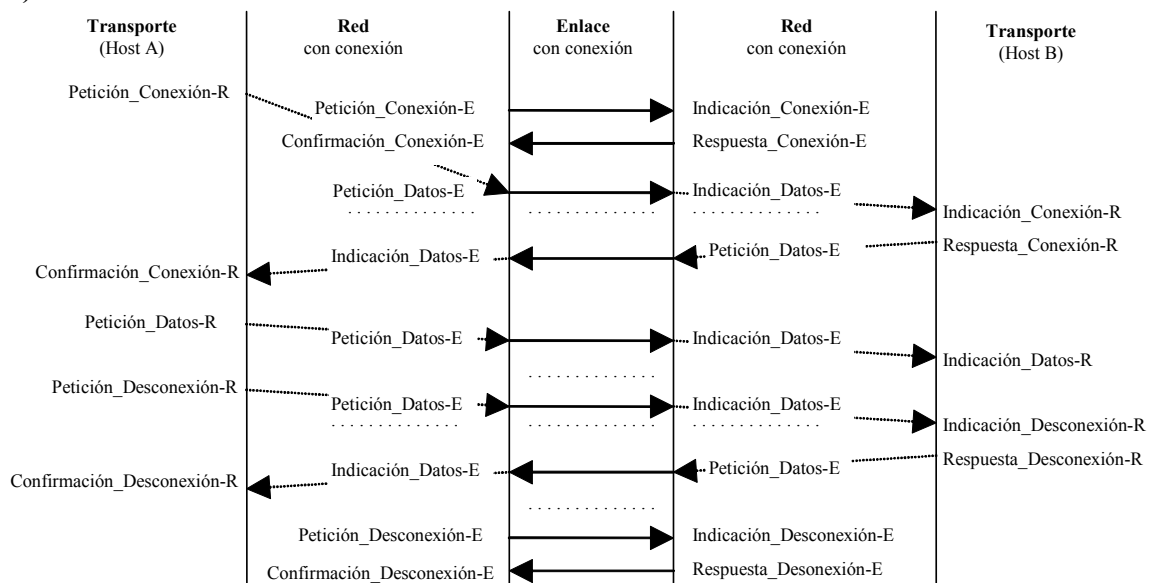 Transporte
(Host A)
Red
con conexión
Enlace
con conexión
Red
con conexión
Transporte
(Host B)
Petición_Conexión-R
Petición_Conexión-E
Indicación_Conexión-E
Confirmación_Conexión-E
Respuesta_Conexión-E
Petición_Datos-E
Indicación_Datos-E
Indicación_Conexión-R
Respuesta_Conexión-R
Petición_Datos-E
Indicación_Datos-E
Confirmación_Conexión-R
Petición_Datos-R
Petición_Datos-E
Indicación_Datos-E
Indicación_Datos-R
Petición_Desconexión-R
Petición_Datos-E
Indicación_Datos-E
Indicación_Desconexión-R
Respuesta_Desconexión-R
Petición_Datos-E
Indicación_Datos-E
Confirmación_Desconexión-R
Petición_Desconexión-E
Indicación_Desconexión-E
Confirmación_Desconexión-E
Respuesta_Desonexión-E